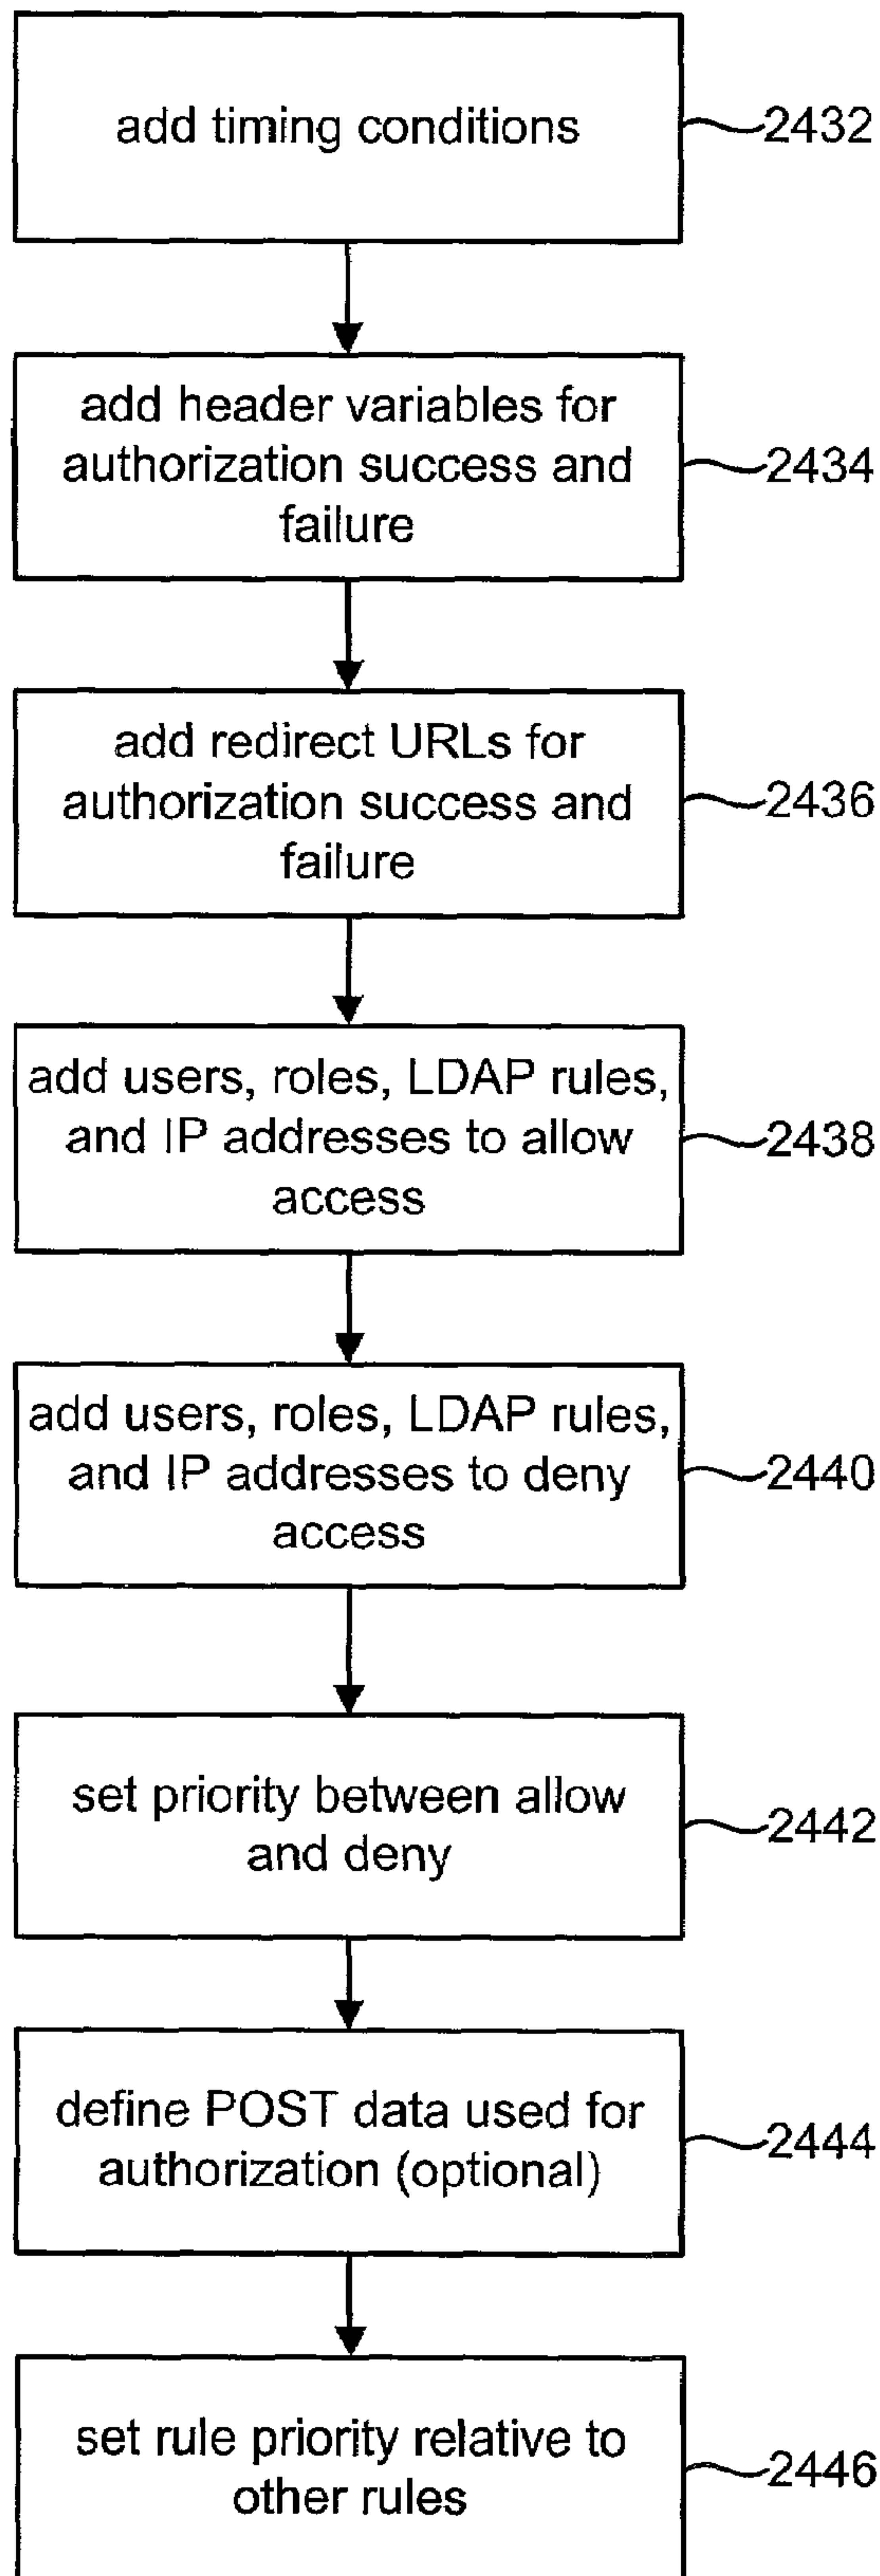 add timing conditions
2432
add header variables for
authorization success and
failure
2434
add redirect URLs for
authorization success and
failure
2436
add users, roles, LDAP rules,
and IP addresses to allow
access
2438
add users, roles, LDAP rules,
and IP addresses to deny
access
2440
set priority between allow
and deny
2442
define POST data used for
authorization (optional)
2444
set rule priority relative to
other rules
2446